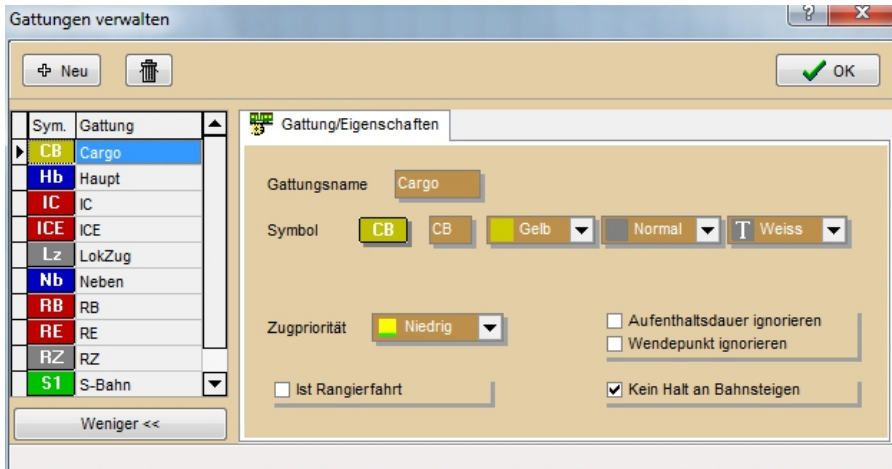 Gattungen verwalten
? X
Neu
OK
Sym. Gattung
CB Cargo
Hb Haupt
IC IC
ICE ICE
Lz LokZug
Nb Neben
RB RB
RE RE
RZ RZ
S1 S-Bahn
Weniger <<
Gattung/Eigenschaften
Gattungsname Cargo
Symbol CB CB Gelb Normal T Weiss
Zugpriorität Niedrig
Aufenthaltsdauer ignorieren
Wendepunkt ignorieren
Ist Rangierfahrt
Kein Halt an Bahnsteigen